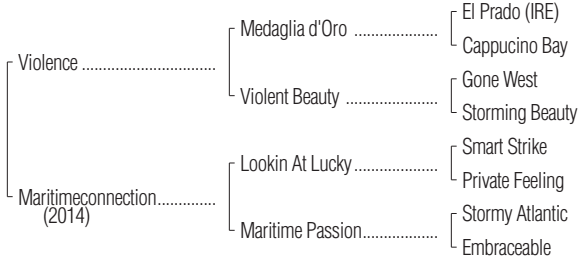 El Prado (IRE)
Medaglia d'Oro
Cappucino Bay
Violence
Gone West
Violent Beauty
Storming Beauty
Smart Strike
Lookin At Lucky
Private Feeling
Maritimeconnection
(2014)
Stormy Atlantic
Maritime Passion
Embraceable